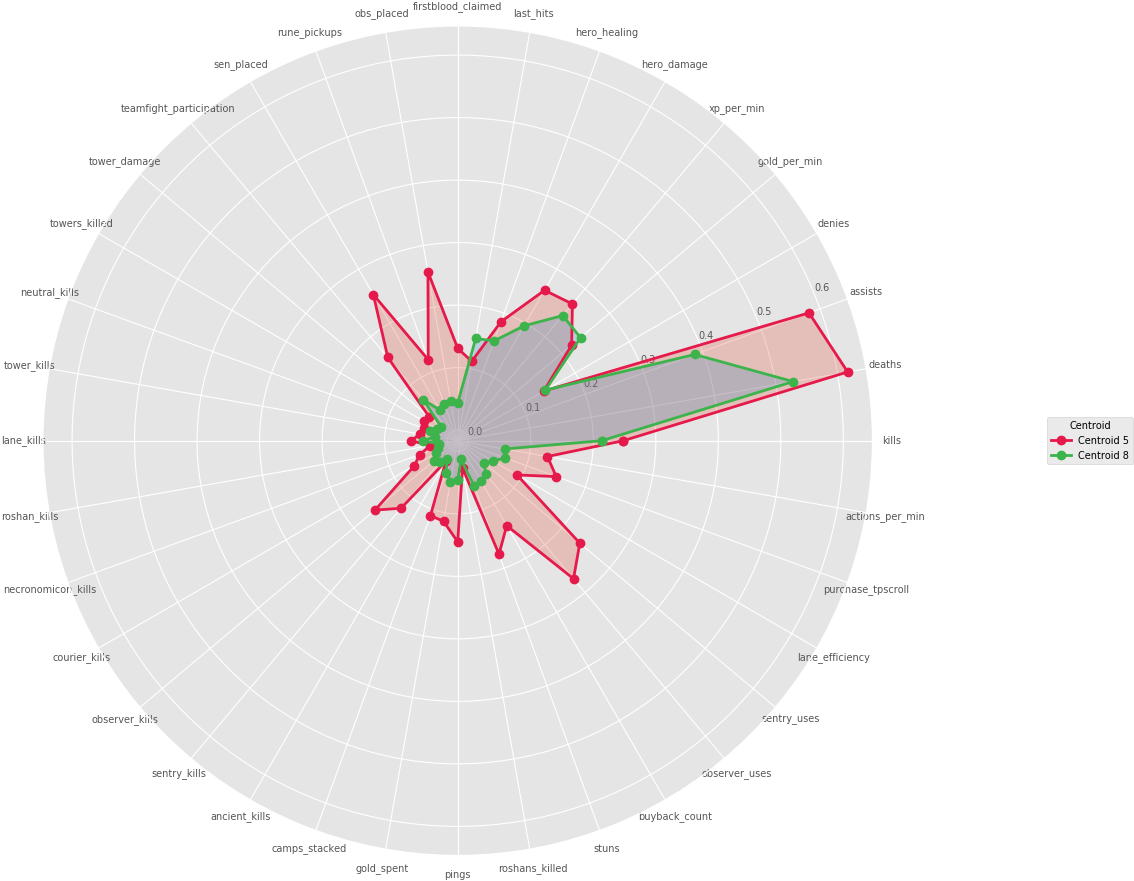 firstblood_claimed
obs_placed
last_hits
rune_pickups
hero_healing
sen_placed
hero_damage
teamfight_participation
xp_per_min
tower_damage
gold_per_min
towers_killed
denies
neutral_kills
assists
0.6
0.5
0.4
0.3
0.2
0.1
0.0
tower_kills
deaths
lane_kills
kills
Centroid
Centroid 5
Centroid 8
roshan_kills
actions_per_min
necronomicon_kills
purchase_tpscroll
courier_kills
lane_efficiency
observer_kills
sentry_uses
sentry_kills
observer_uses
ancient_kills
buyback_count
camps_stacked
stuns
gold_spent
roshans_killed
pings